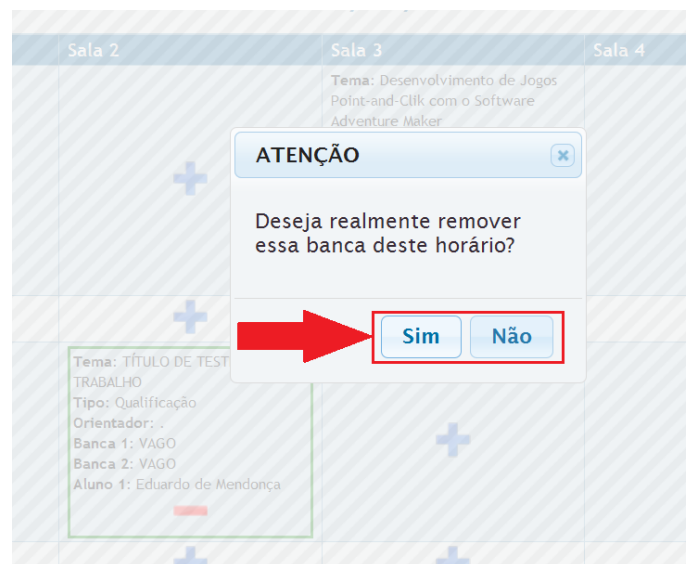 Sala 2
Sala 3
Sala 4
Tema: Desenvolvimento de Jogos
Point-and-Clik com o Software
Adventure Maker
ATENÇÃO
Deseja realmente remover
essa banca deste horário?
Sim
Não
Tema: TÍTULO DE TEST
TRABALHO
Tipo: Qualificação
Orientador: .
Banca 1: VAGO
Banca 2: VAGO
Aluno 1: Eduardo de Mendonça